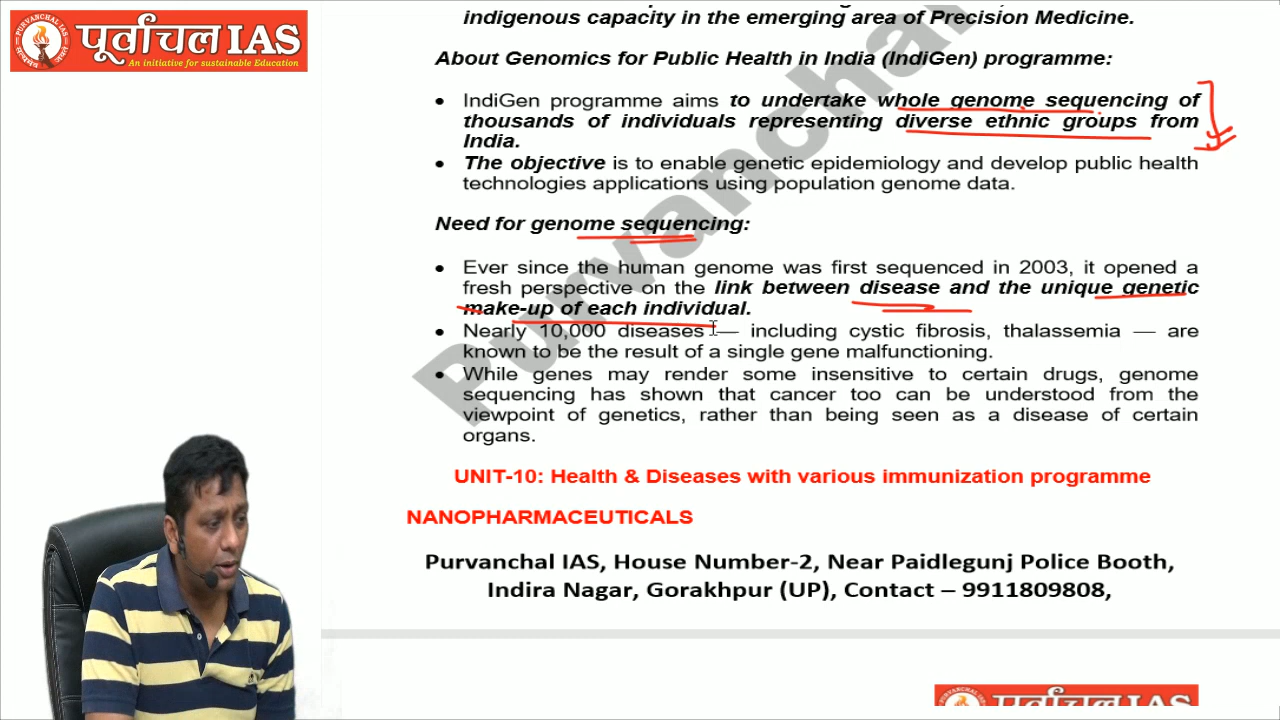 पूर्वांचल IAS
An initiative for sustainable Education
indigenous capacity in the emerging area of Precision Medicine.
About Genomics for Public Health in India (IndiGen) programme:
• IndiGen programme aims to undertake whole genome sequencing of
thousands of individuals representing diverse ethnic groups from
India.
• The objective is to enable genetic epidemiology and develop public health
technologies applications using population genome data.
Need for genome sequencing:
• Ever since the human genome was first sequenced in 2003, it opened a
fresh perspective on the link between disease and the unique genetic
make-up of each individual.
• Nearly 10,000 diseases — including cystic fibrosis, thalassemia — are
known to be the result of a single gene malfunctioning.
• While genes may render some insensitive to certain drugs, genome
sequencing has shown that cancer too can be understood from the
viewpoint of genetics, rather than being seen as a disease of certain
organs.
UNIT-10: Health & Diseases with various immunization programme
NANOPHARMACEUTICALS
Purvanchal IAS, House Number-2, Near Paidlegunj Police Booth,
Indira Nagar, Gorakhpur (UP), Contact – 9911809808,
Purvanchal